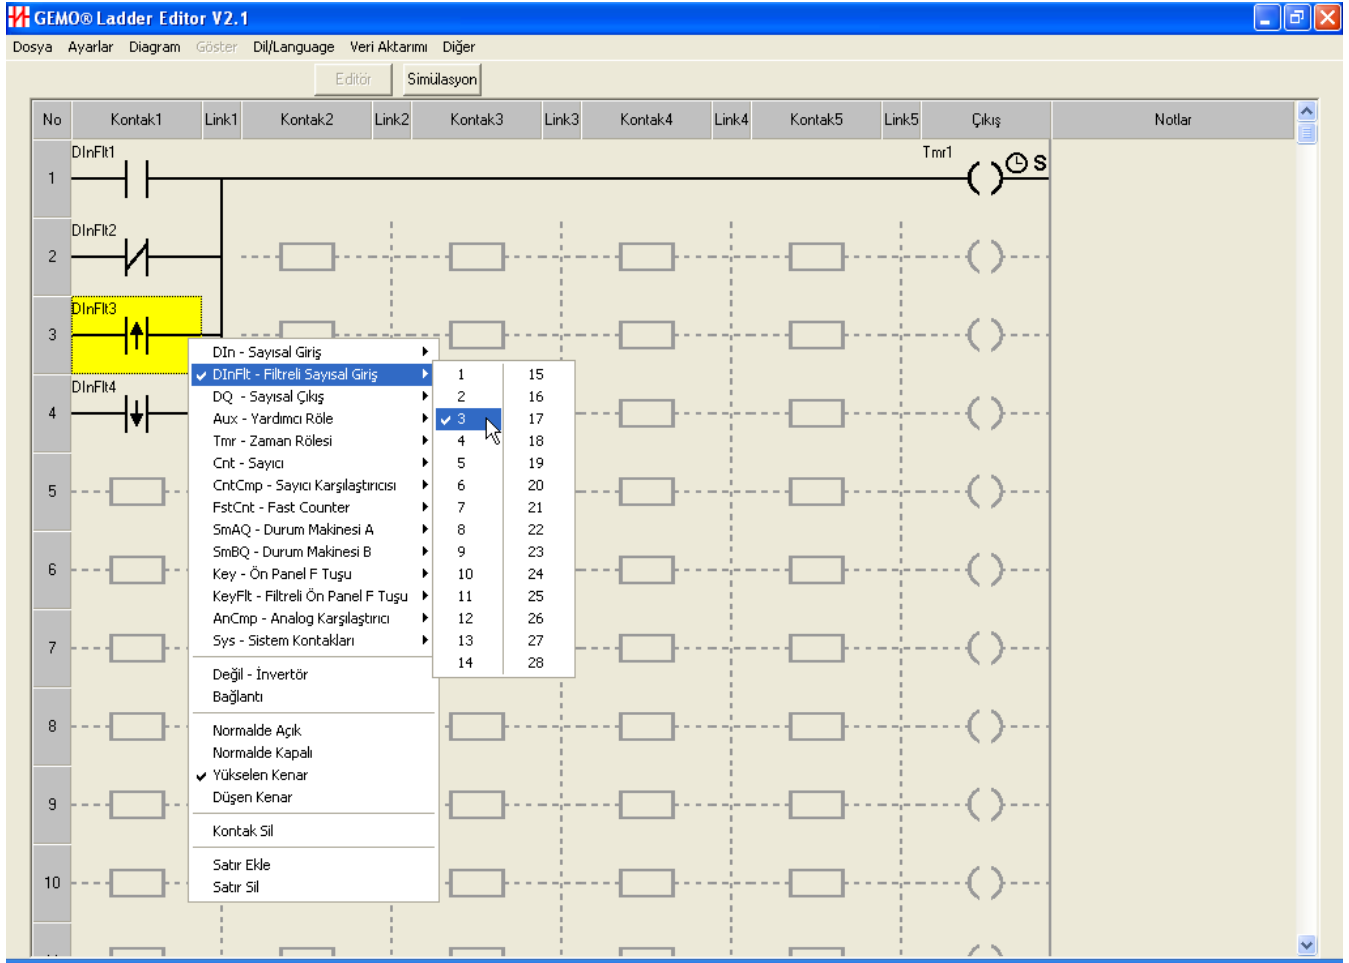 GEMO® Ladder Editor V2.1
Dosya Ayarlar Diagram Göster Dil/Language Veri Aktarımı Diğer
Editör Simülasyon
No Kontak1 Link1 Kontak2 Link2 Kontak3 Link3 Kontak4 Link4 Kontak5 Link5 Çıkış Notlar
DInFlt1 Tmr1
1 S
DInFlt2
2
DInFlt3
3
DInFlt4
4
5
6
7
8
9
10
DIn - Sayısal Giriş
DInFlt - Filtreli Sayısal Giriş
DQ - Sayısal Çıkış
Aux - Yardımcı Röle
Tmr - Zaman Rölesi
Cnt - Sayıcı
CntCmp - Sayıcı Karşılaştırıcısı
FstCnt - Fast Counter
SmAQ - Durum Makinesi A
SmBQ - Durum Makinesi B
Key - Ön Panel F Tuşu
KeyFlt - Filtreli Ön Panel F Tuşu
AnCmp - Analog Karşılaştırıcı
Sys - Sistem Kontakları
Değil - İnvertör
Bağlantı
Normalde Açık
Normalde Kapalı
Yükselen Kenar
Düşen Kenar
Kontak Sil
Satır Ekle
Satır Sil
1 15
2 16
3 17
4 18
5 19
6 20
7 21
8 22
9 23
10 24
11 25
12 26
13 27
14 28